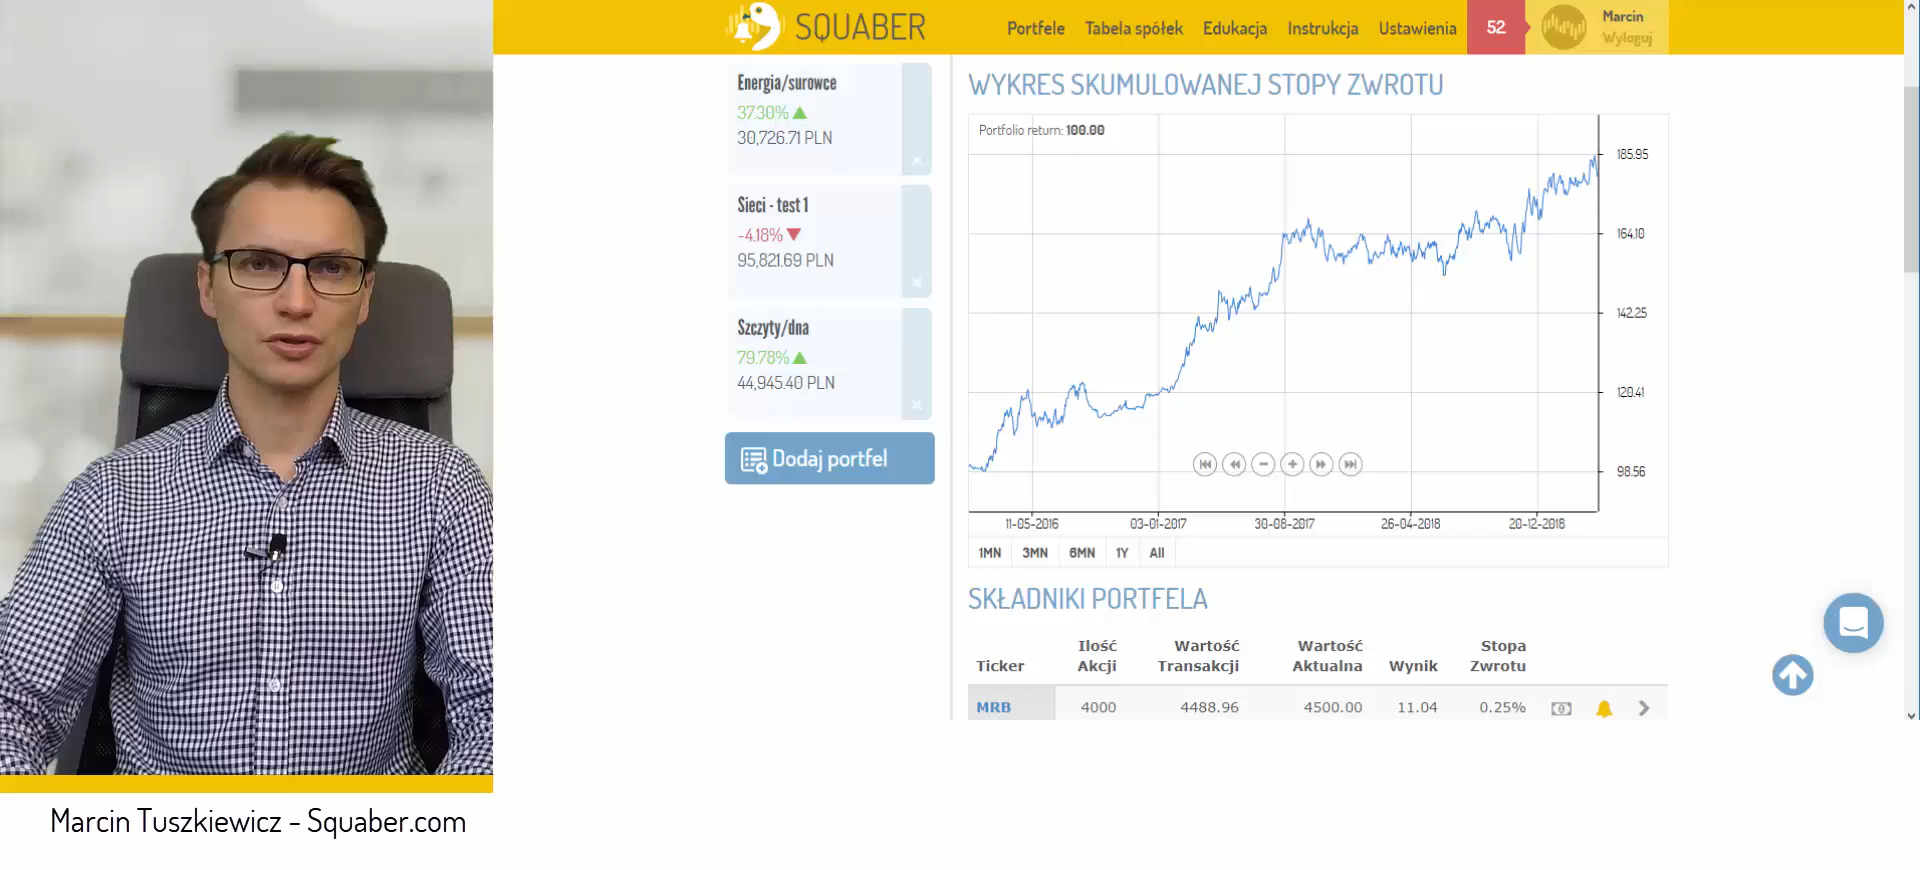 SQUABER
Portfele
Tabela spółek
Edukacja
Instrukcja
Ustawienia
52
Marcin
Wyloguj
Energia/surowce
37.30%
30,726.71 PLN
Sieci - test 1
-4.18%
95,821.69 PLN
Szczyty/dna
79.78%
44,945.40 PLN
Dodaj portfel
WYKRES SKUMULOWANEJ STOPY ZWROTU
Portfolio return: 100.00
185.95
164.10
142.25
120.41
98.56
11-05-2016
03-01-2017
30-08-2017
26-04-2018
20-12-2018
1MN
3MN
6MN
1Y
All
SKŁADNIKI PORTFELA
Ticker
Ilość Akcji
Wartość Transakcji
Wartość Aktualna
Wynik
Stopa Zwrotu
MRB
4000
4488.96
4500.00
11.04
0.25%
Marcin Tuszkiewicz - Squaber.com